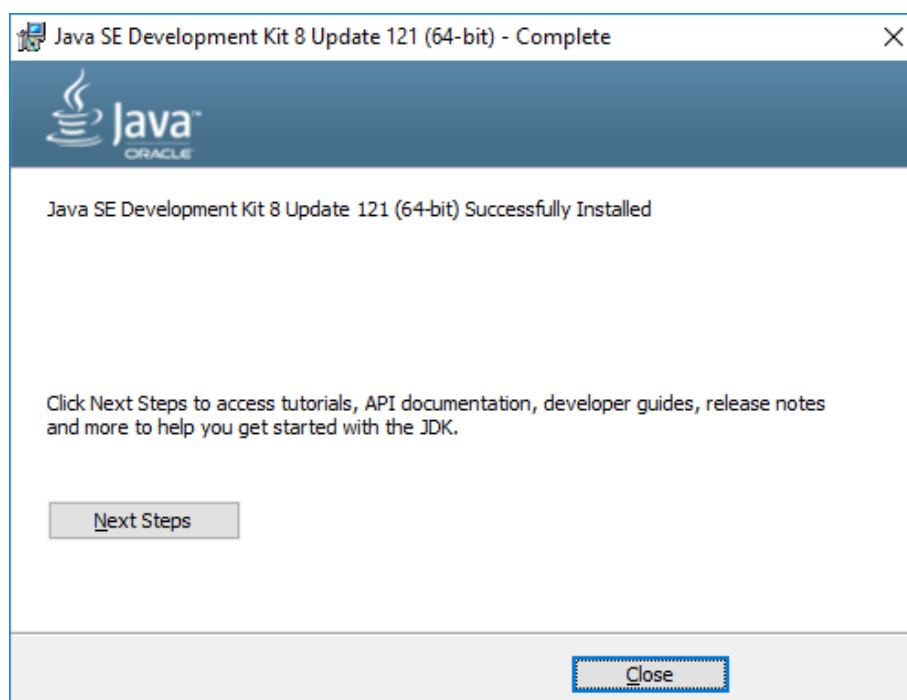 Java SE Development Kit 8 Update 121 (64-bit) - Complete
Java™
ORACLE
Java SE Development Kit 8 Update 121 (64-bit) Successfully Installed
Click Next Steps to access tutorials, API documentation, developer guides, release notes
and more to help you get started with the JDK.
Next Steps
Close